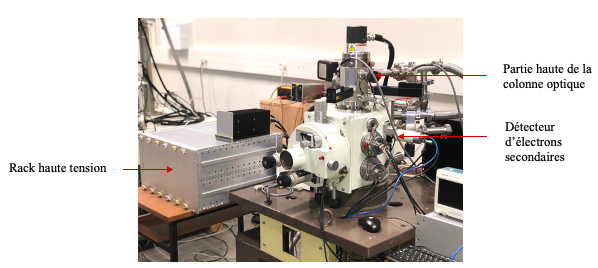 Partie haute de la
colonne optique
Détecteur
d'électrons
secondaires
Rack haute tension